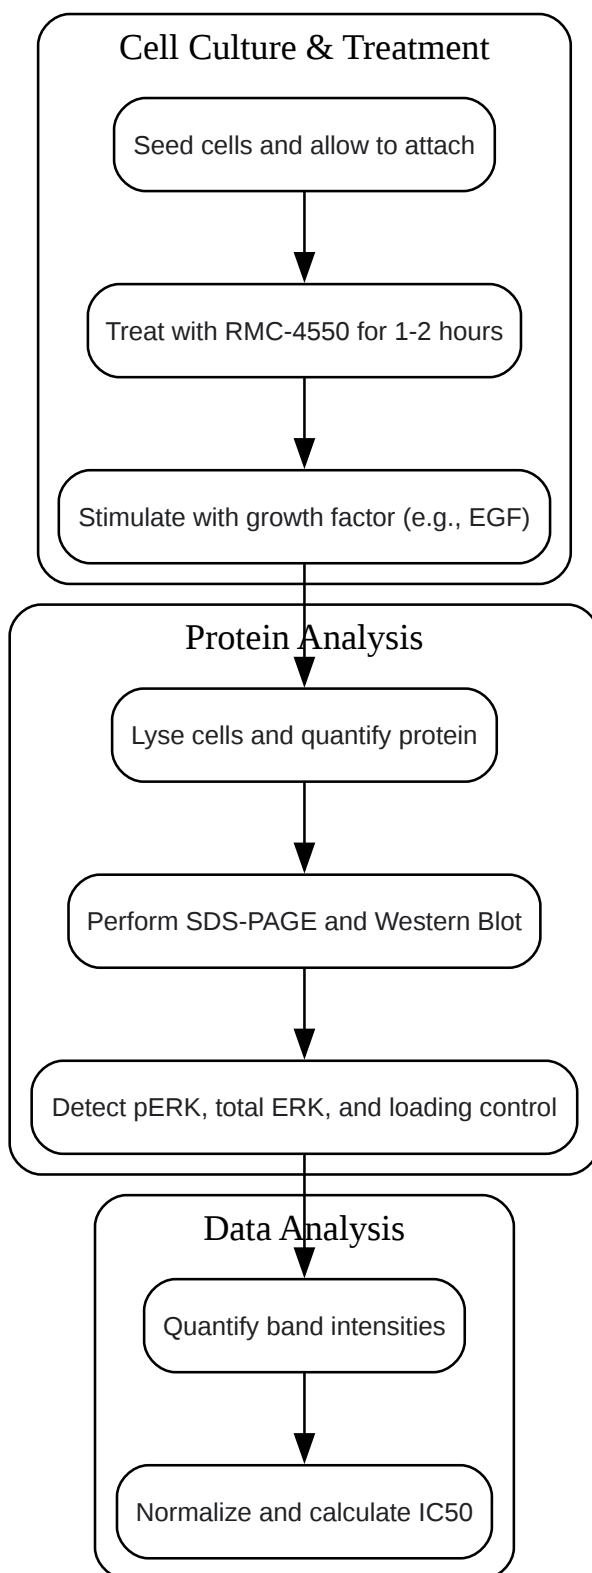 Cell Culture & Treatment
Seed cells and allow to attach
Treat with RMC-4550 for 1-2 hours
Stimulate with growth factor (e.g., EGF)
Protein Analysis
Lyse cells and quantify protein
Perform SDS-PAGE and Western Blot
Detect pERK, total ERK, and loading control
Data Analysis
Quantify band intensities
Normalize and calculate IC50